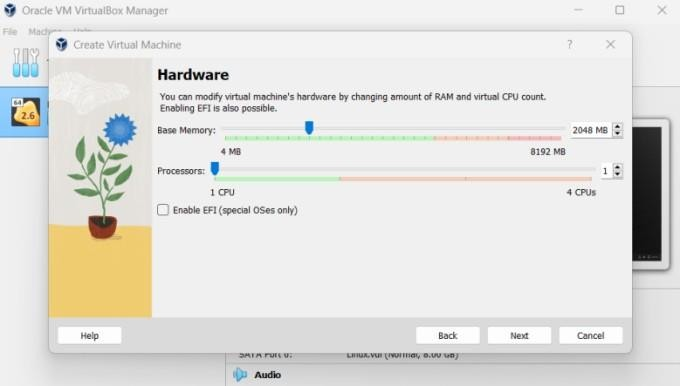 Oracle VM VirtualBox Manager
File Machine Help
Create Virtual Machine
64
2.6
Hardware
You can modify virtual machine's hardware by changing amount of RAM and virtual CPU count.
Enabling EFI is also possible.
Base Memory:
2048 MB
4 MB
8192 MB
Processors:
1
1 CPU
4 CPUs
Enable EFI (special OSes only)
Help
Back
Next
Cancel
SATA Port 0:
Linux.vdi (Normal, 8.00 GB)
Audio